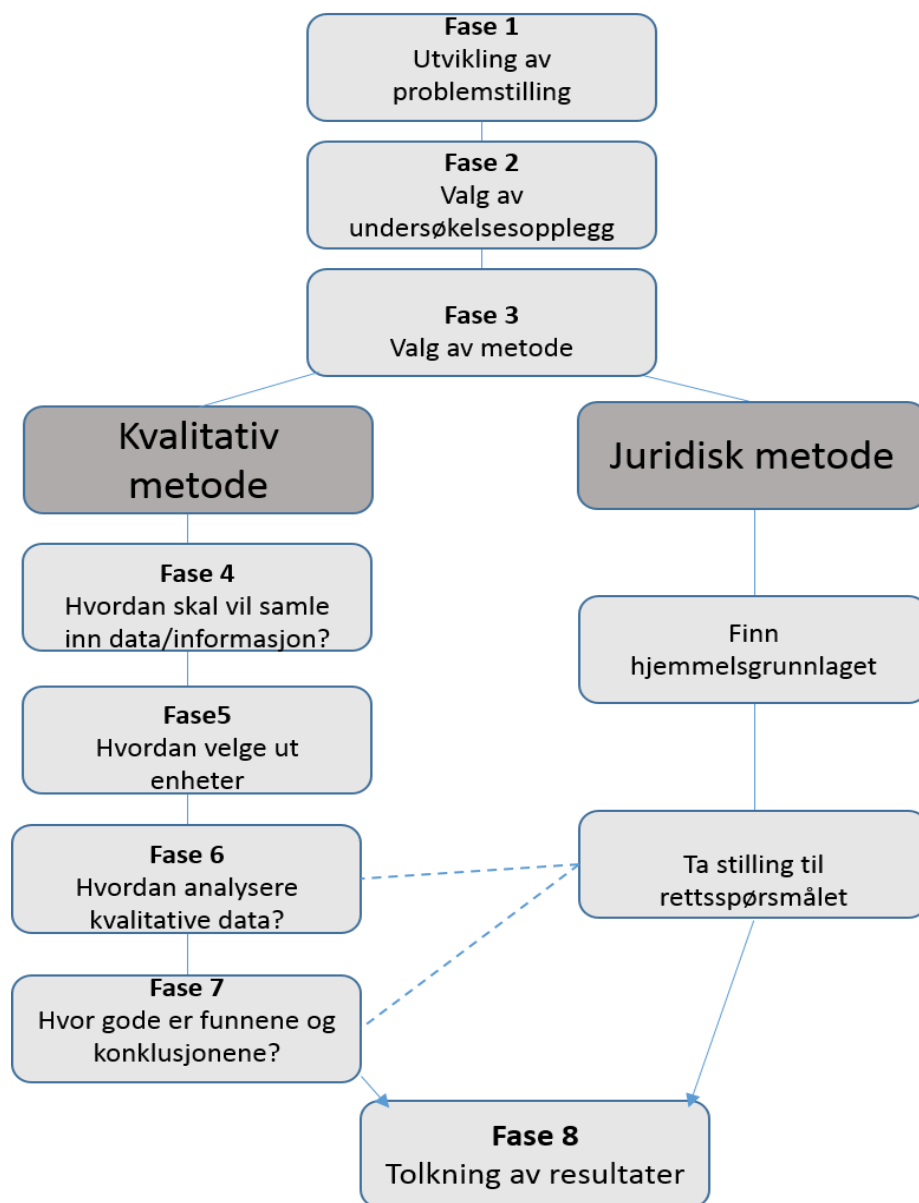 Fase 1
Utvikling av
problemstilling
Fase 2
Valg av
undersøkelsesopplegg
Fase 3
Valg av metode
Kvalitativ
metode
Juridisk metode
Fase 4
Hvordan skal vil samle
inn data/informasjon?
Finn
hjemmelsgrunnlaget
Fase5
Hvordan velge ut
enheter
Fase 6
Hvordan analysere
kvalitative data?
Ta stilling til
rettsspørsmålet
Fase 7
Hvor gode er funnene og
konklusjonene?
Fase 8
Tolkning av resultater